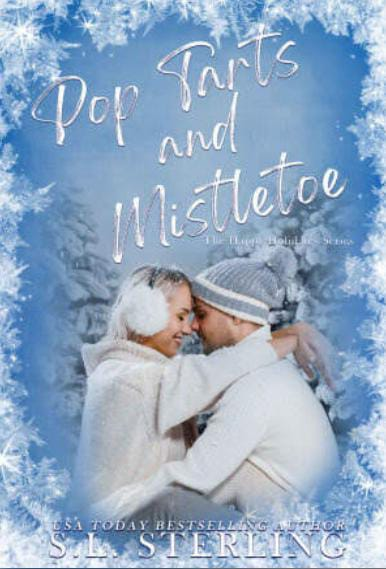 Pop Tarts
and
Mistletoe
The Happy Holidays Series
USA TODAY BESTSELLING AUTHOR
S.L. STERLING